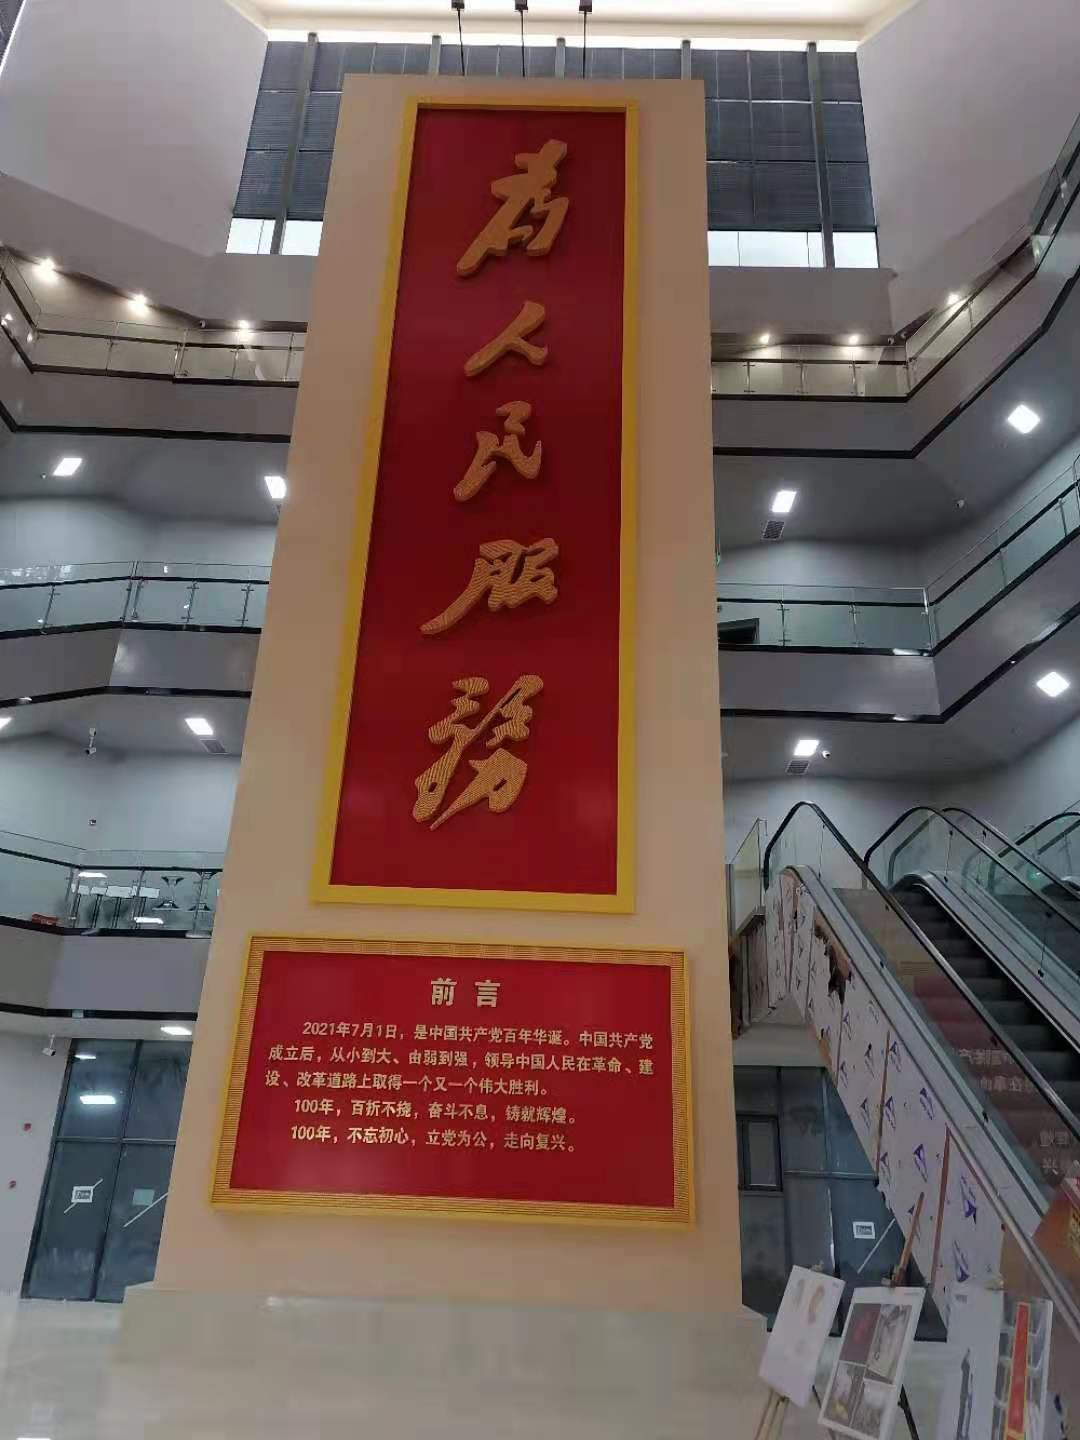 为人民服務
前言
2021年7月1日，是中国共产党百年华诞。中国共产党
成立后，从小到大、由弱到强，领导中国人民在革命、建
设、改革道路上取得一个又一个伟大胜利。
100年，百折不挠，奋斗不息，铸就辉煌。
100年，不忘初心，立党为公，走向复兴。